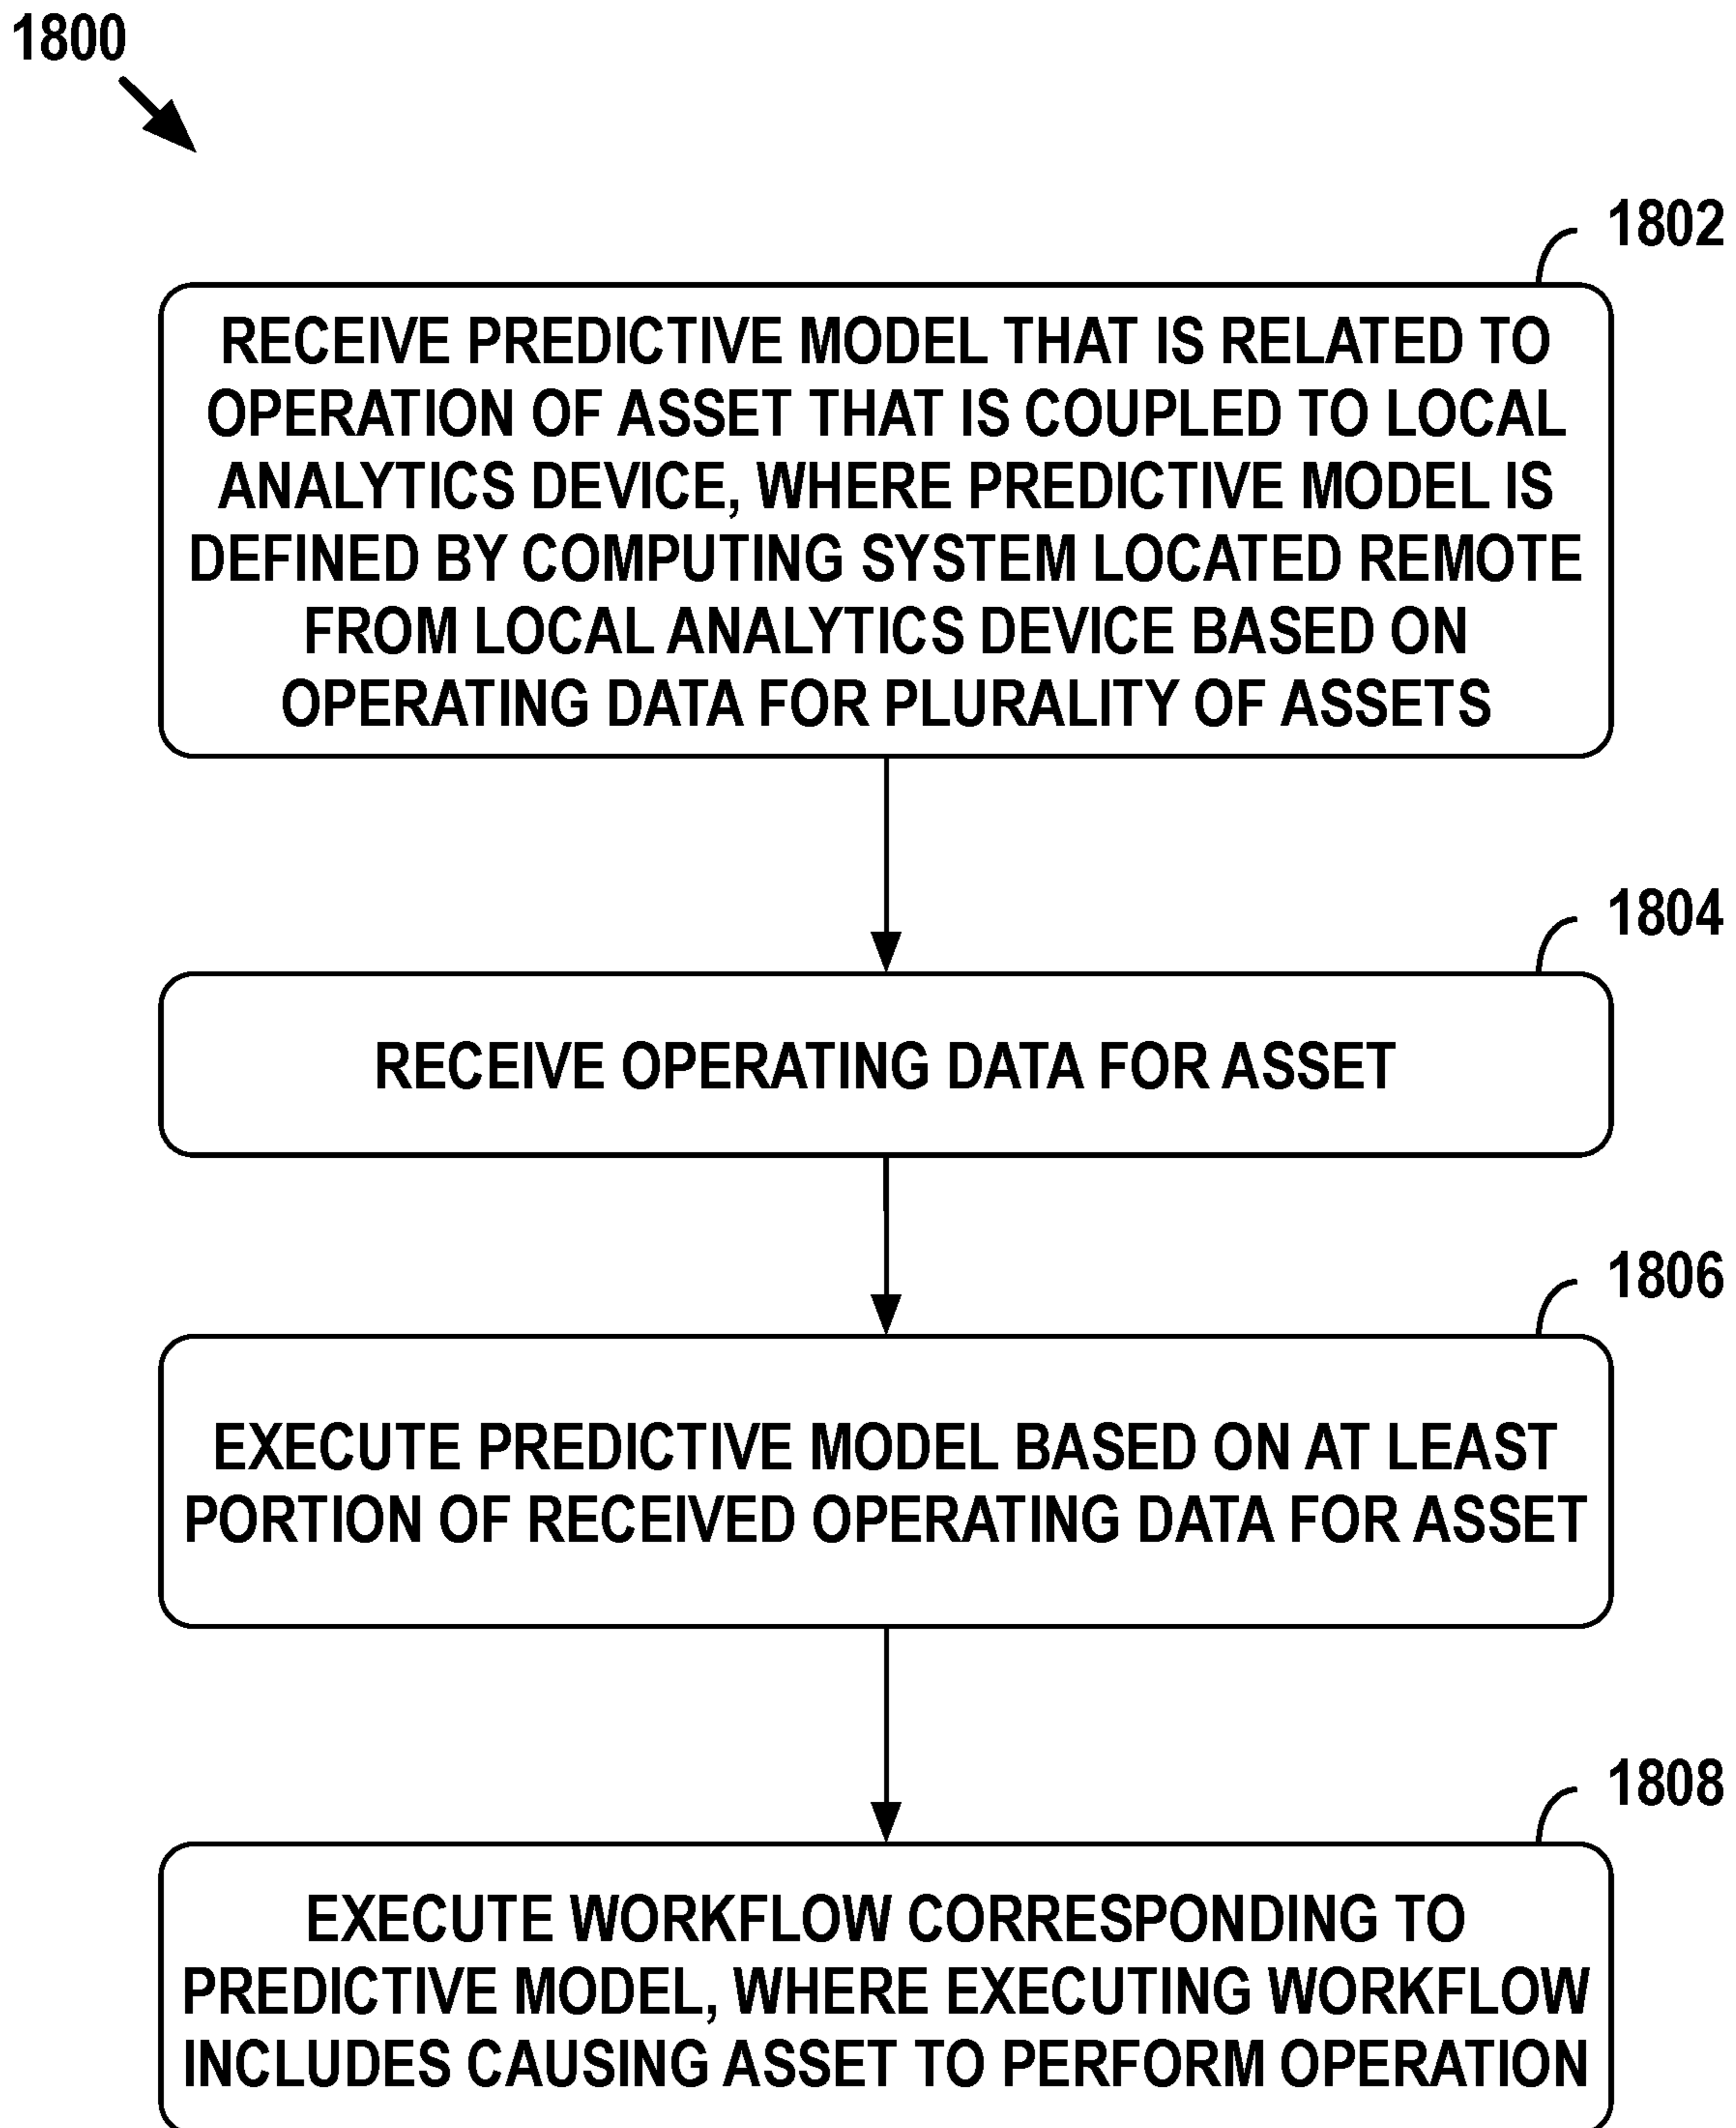 1800
1802
RECEIVE PREDICTIVE MODEL THAT IS RELATED TO
OPERATION OF ASSET THAT IS COUPLED TO LOCAL
ANALYTICS DEVICE, WHERE PREDICTIVE MODEL IS
DEFINED BY COMPUTING SYSTEM LOCATED REMOTE
FROM LOCAL ANALYTICS DEVICE BASED ON
OPERATING DATA FOR PLURALITY OF ASSETS
1804
RECEIVE OPERATING DATA FOR ASSET
1806
EXECUTE PREDICTIVE MODEL BASED ON AT LEAST
PORTION OF RECEIVED OPERATING DATA FOR ASSET
1808
EXECUTE WORKFLOW CORRESPONDING TO
PREDICTIVE MODEL, WHERE EXECUTING WORKFLOW
INCLUDES CAUSING ASSET TO PERFORM OPERATION